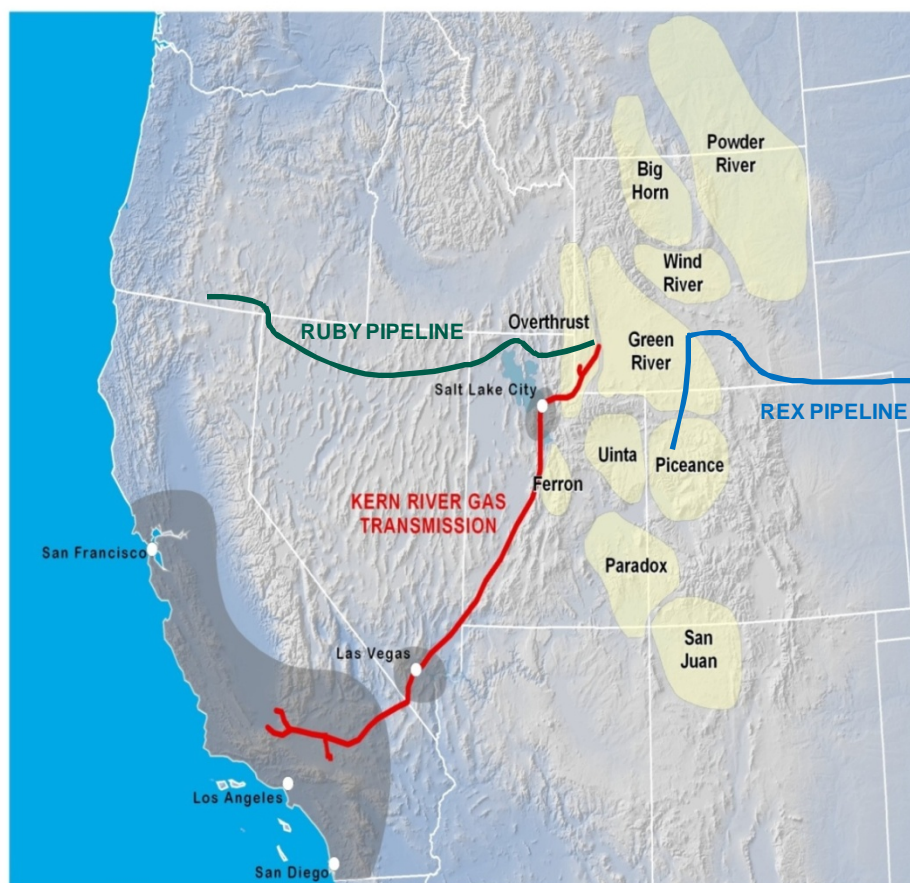 Powder
River
Big
Horn
Wind
River
Overthrust
RUBY PIPELINE
Green
River
Salt Lake City
REX PIPELINE
Uinta
Piceance
Ferron
KERN RIVER GAS
TRANSMISSION
San Francisco
Paradox
San
Juan
Las Vegas
Los Angeles
San Diego